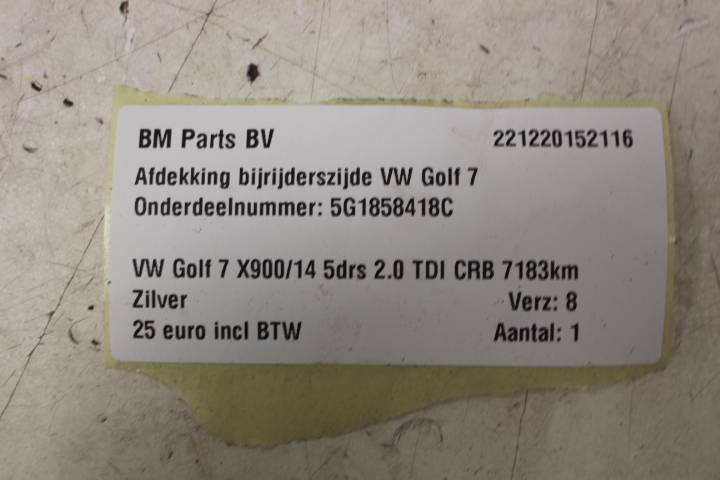 BM Parts BV 221220152116
Afdekking bijrijderszijde VW Golf 7
Onderdeelnummer: 5G1858418C
VW Golf 7 X900/14 5drs 2.0 TDI CRB 7183km
Zilver Verz: 8
25 euro incl BTW Aantal: 1